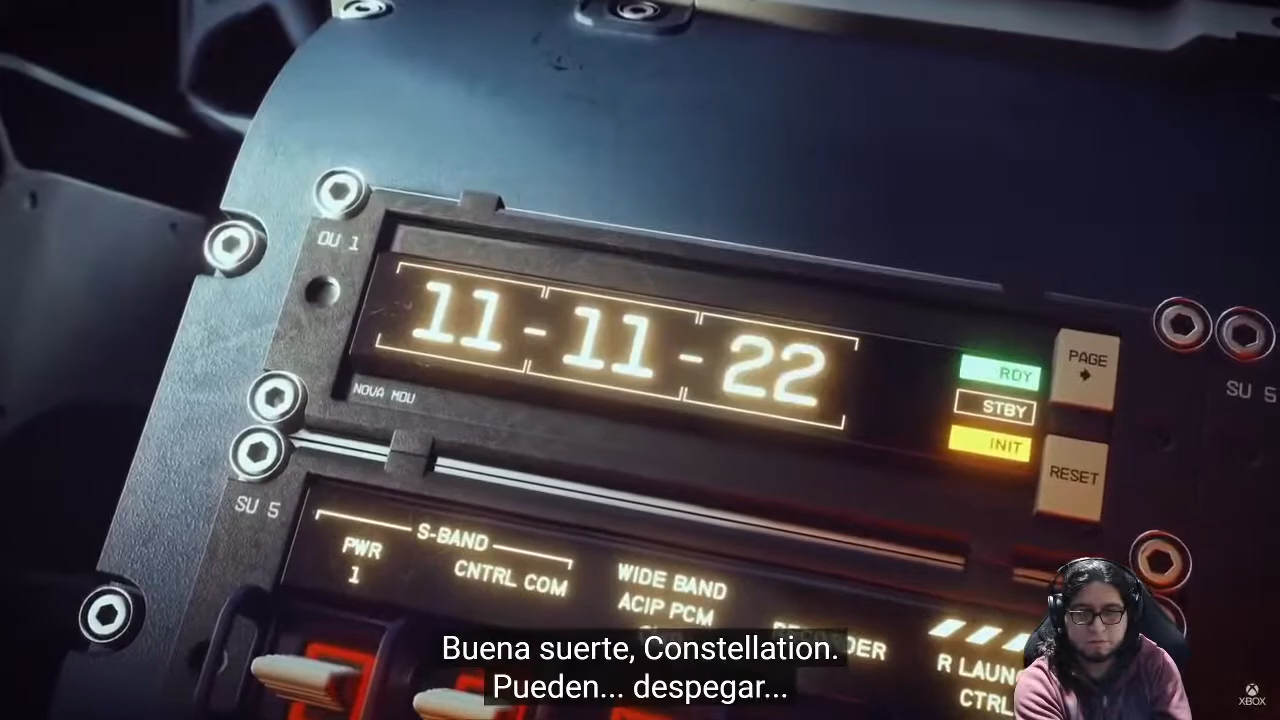 OU 1
11-11-22
RDY
STBY
INIT
PAGE
RESET
SU 5
NOVA MOU
SU 5
S-BAND
PWR
1
CNTRL COM
WIDE BAND
ACIP PCM
R LAUN
CTRL
Buena suerte, Constellation.
Pueden... despegar...
XBOX